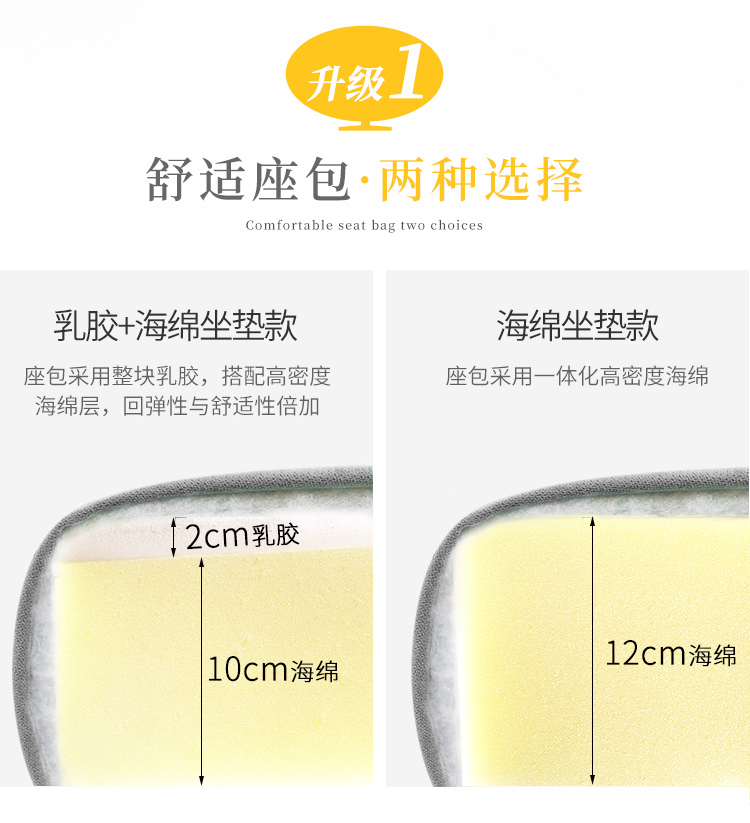 升级1
舒适座包·两种选择
Comfortable seat bag two choices
乳胶+海绵坐垫款
座包采用整块乳胶，搭配高密度
海绵层，回弹性与舒适性倍加
2cm乳胶
10cm海绵
海绵坐垫款
座包采用一体化高密度海绵
12cm海绵